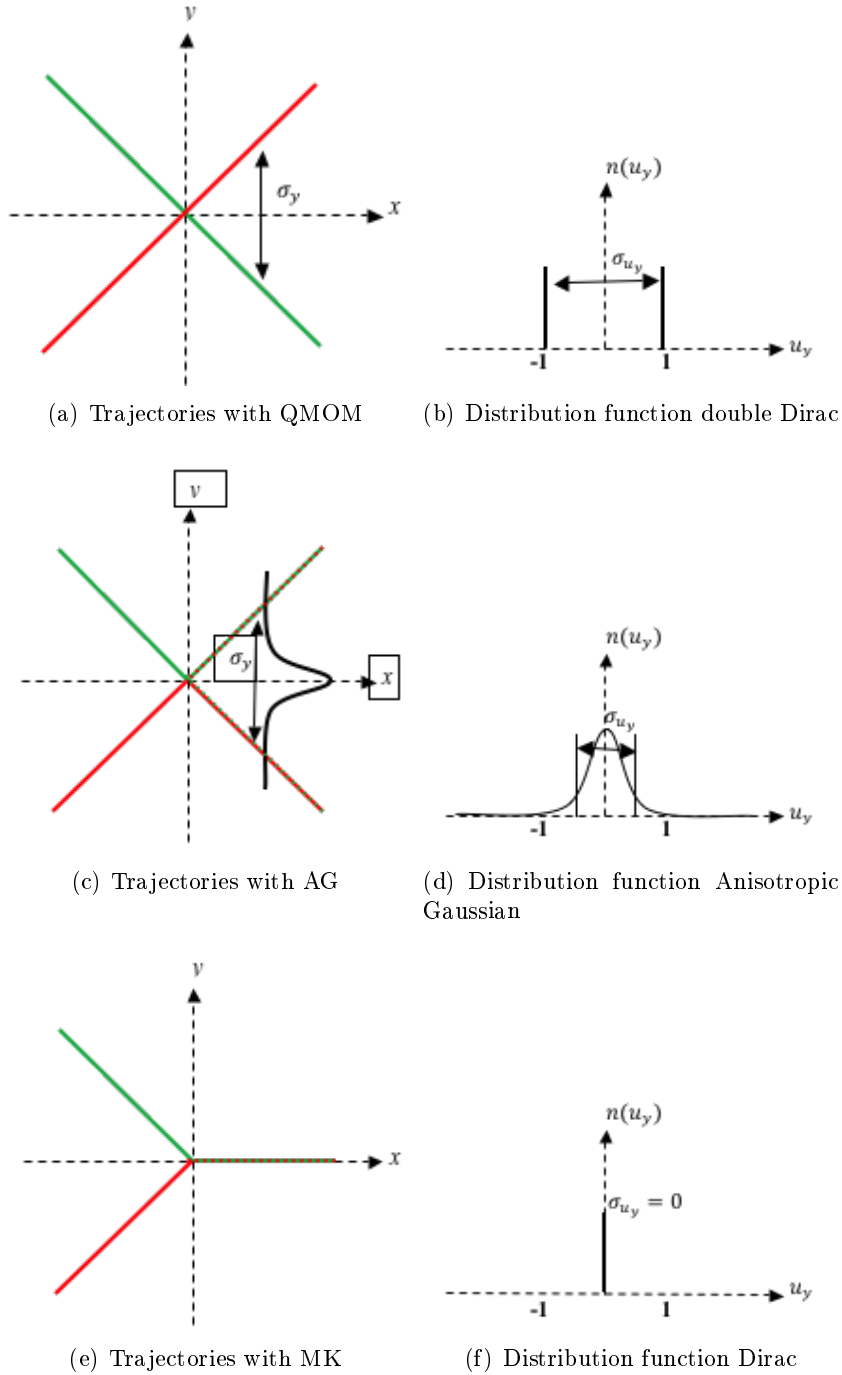 y
x
σ_y
n(u_y)
σ_{u_y}
-1
1
u_y
(a) Trajectories with QMOM
(b) Distribution function double Dirac
y
x
σ_y
n(u_y)
σ_{u_y}
-1
1
u_y
(c) Trajectories with AG
(d) Distribution function Anisotropic
Gaussian
y
x
n(u_y)
σ_{u_y} = 0
-1
1
u_y
(e) Trajectories with MK
(f) Distribution function Dirac